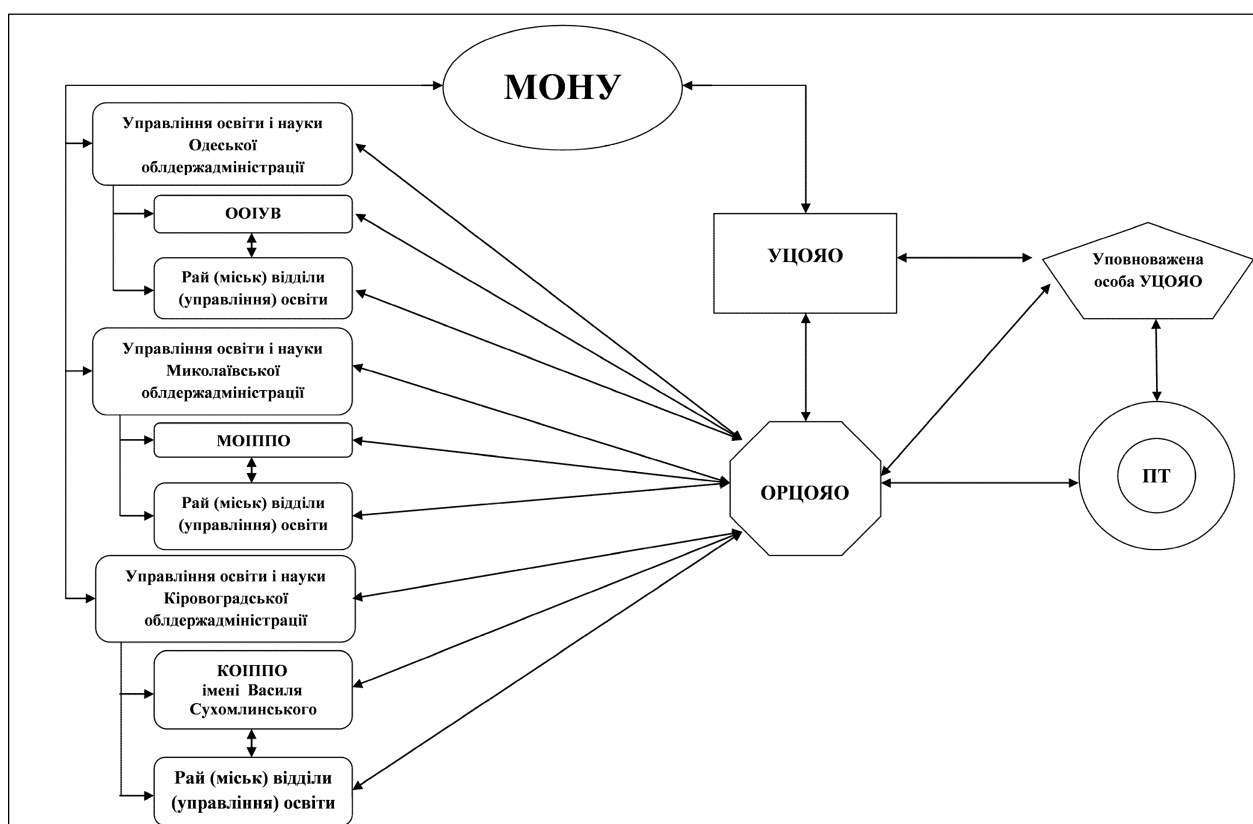 МОНУ
Управління освіти і науки
Одеської
облдержадміністрації
ООІУВ
Рай (міськ) відділи
(управління) освіти
Управління освіти і науки
Миколаївської
облдержадміністрації
МОІППО
Рай (міськ) відділи
(управління) освіти
Управління освіти і науки
Кіровоградської
облдержадміністрації
КОІППО
імені Василя
Сухомлинського
Рай (міськ) відділи
(управління) освіти
УЦОЯО
Уповноважена
особа УЦОЯО
ОРЦОЯО
ПТ